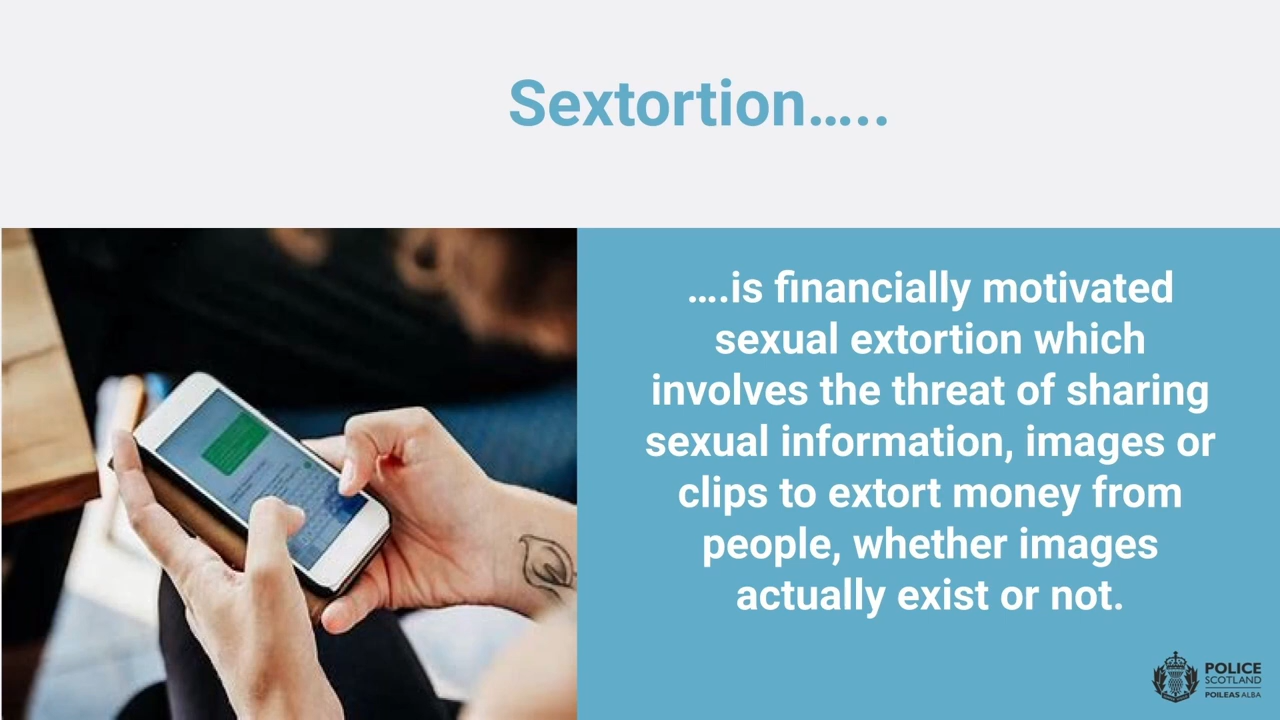 Sextortion.....
....is financially motivated
sexual extortion which
involves the threat of sharing
sexual information, images or
clips to extort money from
people, whether images
actually exist or not.
POLICE
SCOTLAND
POILEAS ALBA